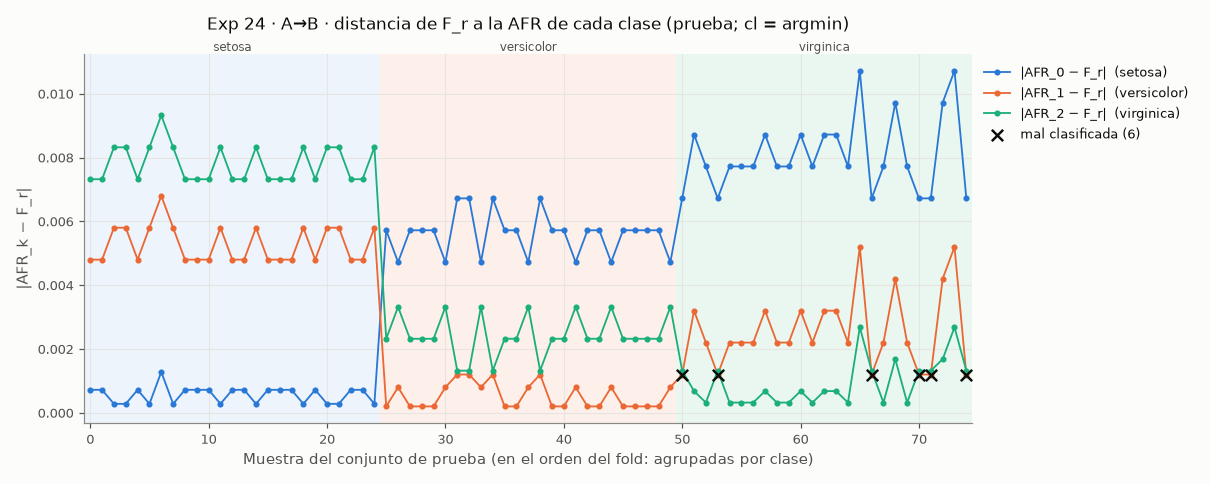 Exp 24 · A→B · distancia de F_r a la AFR de cada clase (prueba; cl = argmin)
setosa
versicolor
virginica
|AFR_0 − F_r| (setosa)
|AFR_1 − F_r| (versicolor)
|AFR_2 − F_r| (virginica)
mal clasificada (6)
|AFR_k − F_r|
0.010
0.008
0.006
0.004
0.002
0.000
0 10 20 30 40 50 60 70
Muestra del conjunto de prueba (en el orden del fold: agrupadas por clase)